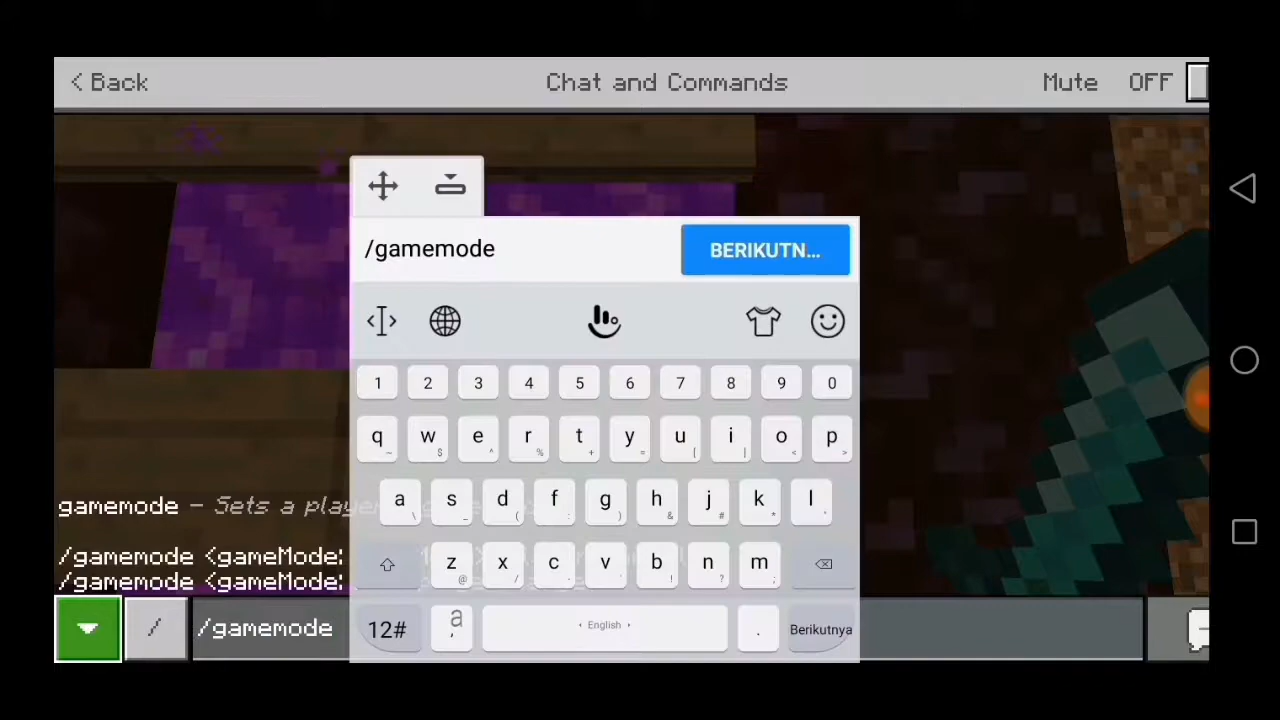 < Back
Chat and Commands
Mute OFF
/gamemode
BERIKUTN...
1 2 3 4 5 6 7 8 9 0
q w e r t y u i o p
a s d f g h j k l
z x c v b n m
12# , English . Berikutnya
gamemode – Sets a player
/gamemode <gameMode:
/gamemode <gameMode:
/ /gamemode